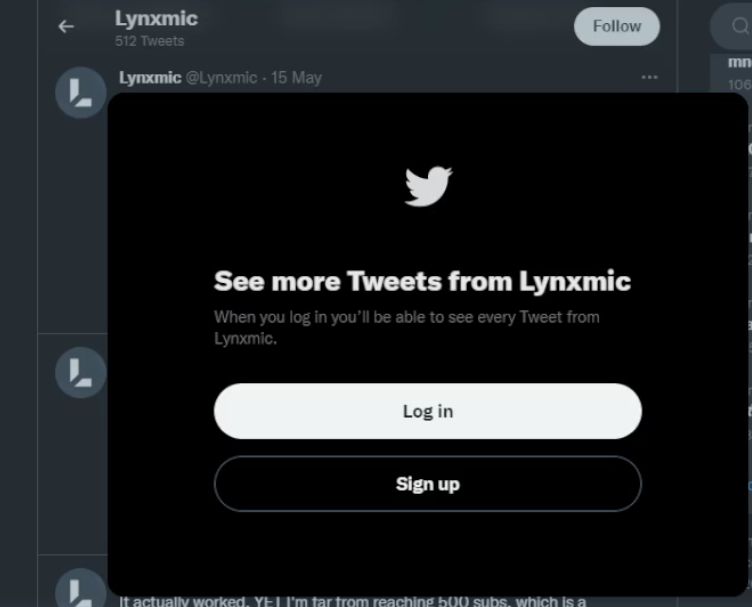 Lynxmic
512 Tweets
Follow
Lynxmic @Lynxmic · 15 May
mn
106
See more Tweets from Lynxmic
When you log in you'll be able to see every Tweet from
Lynxmic.
Log in
Sign up
It actually worked. YET I'm far from reaching 500 subs, which is a